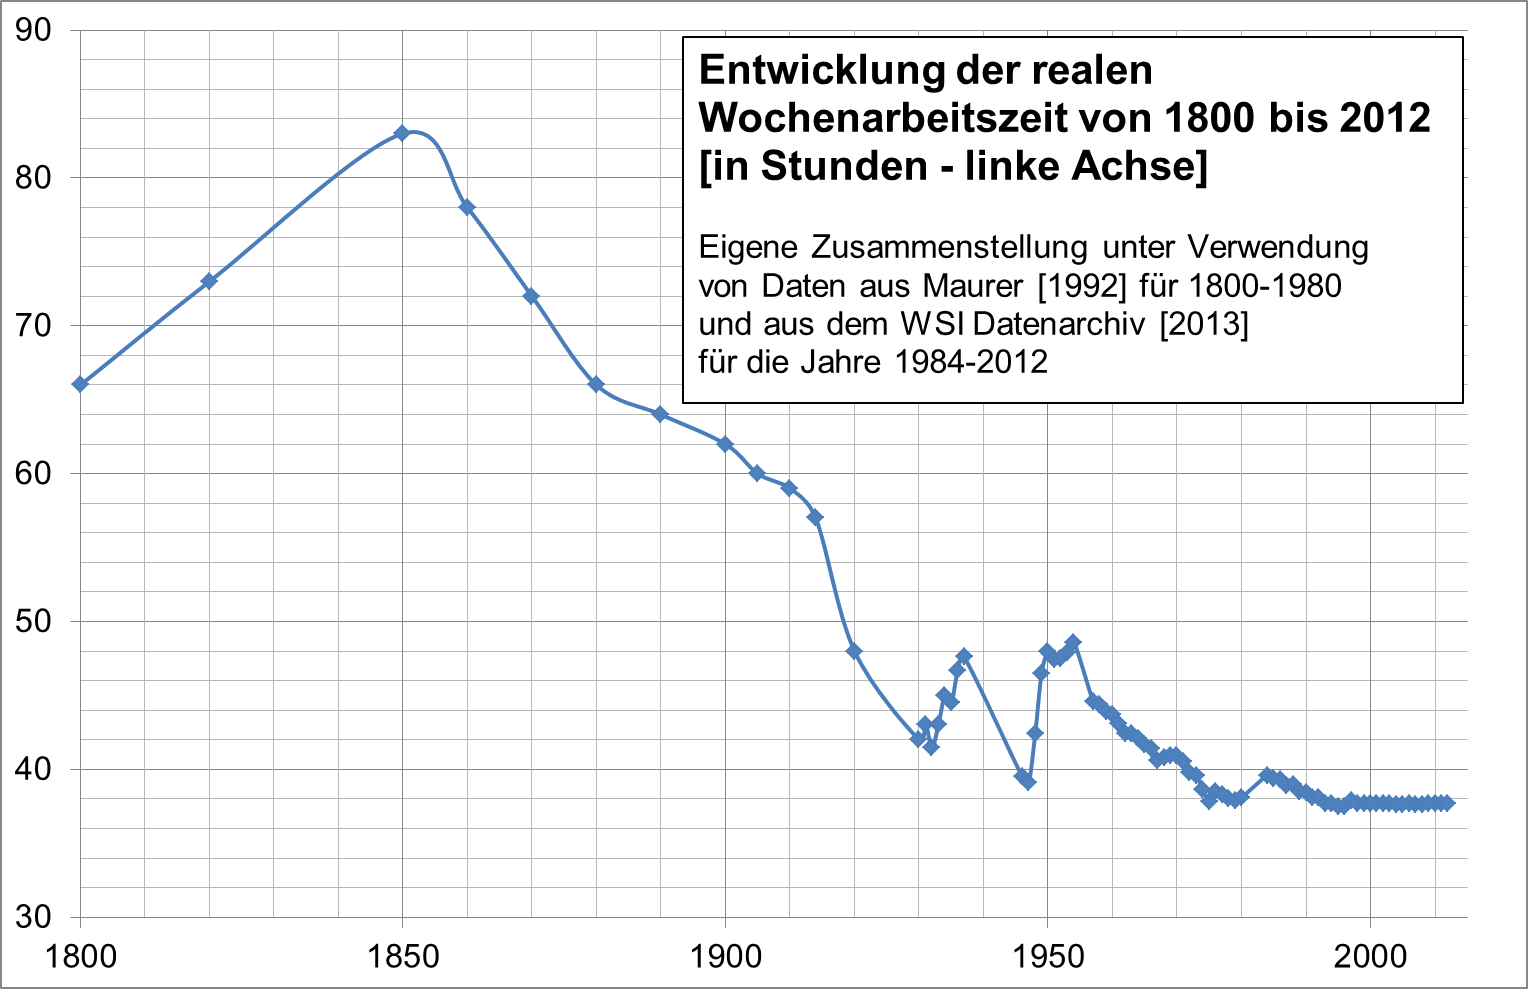 90
80
70
60
50
40
30
Entwicklung der realen
Wochenarbeitszeit von 1800 bis 2012
[in Stunden - linke Achse]
Eigene Zusammenstellung unter Verwendung
von Daten aus Maurer [1992] für 1800-1980
und aus dem WSI Datenarchiv [2013]
für die Jahre 1984-2012
1800 1850 1900 1950 2000